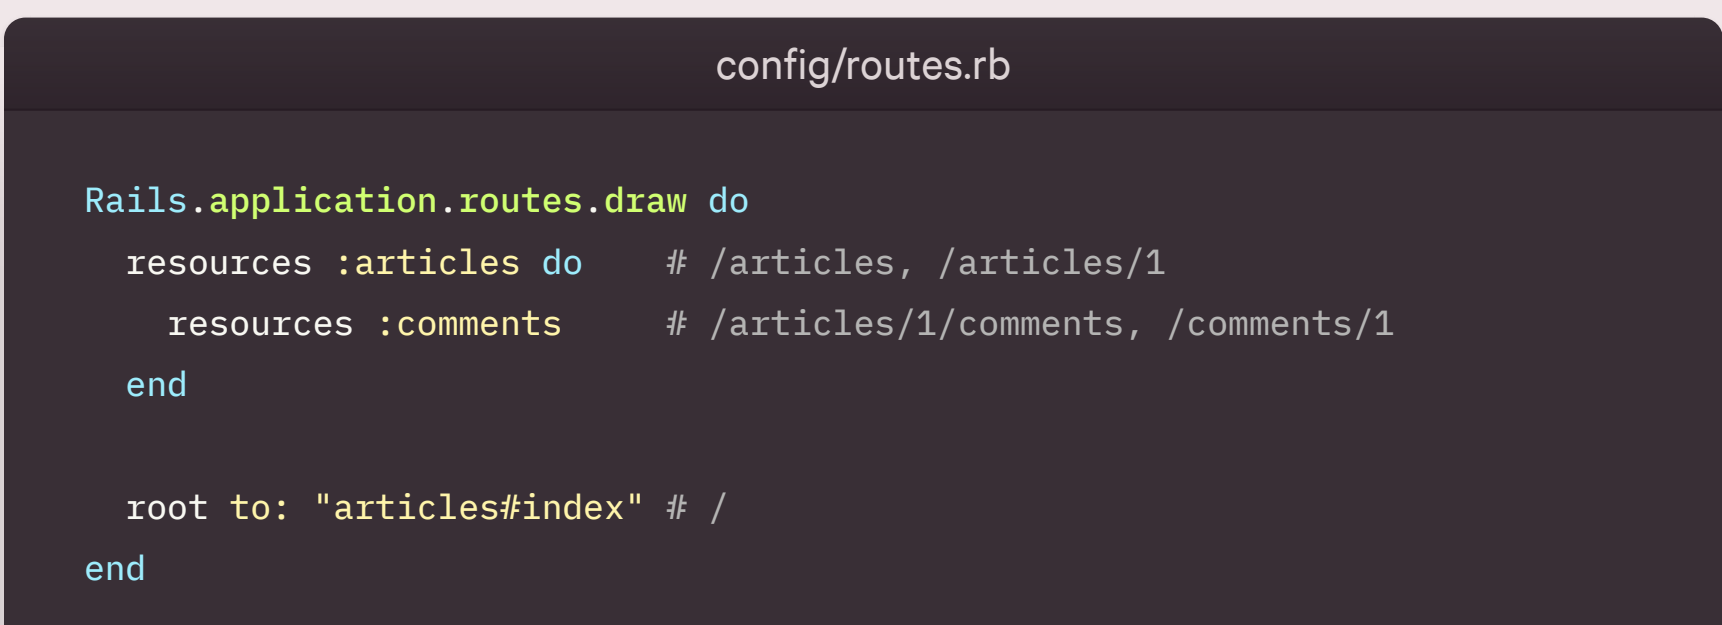 config/routes.rb
Rails.application.routes.draw do
  resources :articles do    # /articles, /articles/1
    resources :comments     # /articles/1/comments, /comments/1
  end
  root to: "articles#index" # /
end